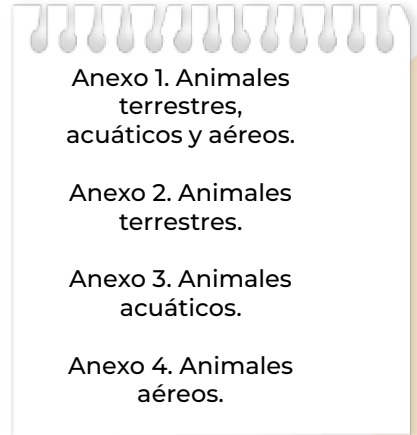 Anexo 1. Animales
terrestres,
acuáticos y aéreos.
Anexo 2. Animales
terrestres.
Anexo 3. Animales
acuáticos.
Anexo 4. Animales
aéreos.